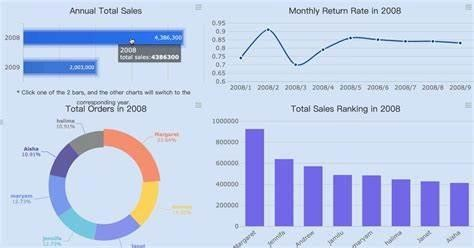 Annual Total Sales
2008
4,386,300
2008
total sales:4386300
2009
2,003,000
* Click one of the 2 bars, and the other charts will switch to the
corresponding year.
Monthly Return Rate in 2008
0.95
0.9
0.85
0.8
0.75
0.7
0.65
2008/1 2008/2 2008/3 2008/4 2008/5 2008/6 2008/7 2008/8 2008/9
Total Orders in 2008
halima
10.91%
Margaret
23.64%
Aisha
10.91%
maryam
12.73%
Jennifa
12.73%
Janet
Total Sales Ranking in 2008
1000000
800000
600000
400000
200000
0
Margaret
Jennifa
Andrew
Jamilu
Amaru
halima
Janet
Aisha